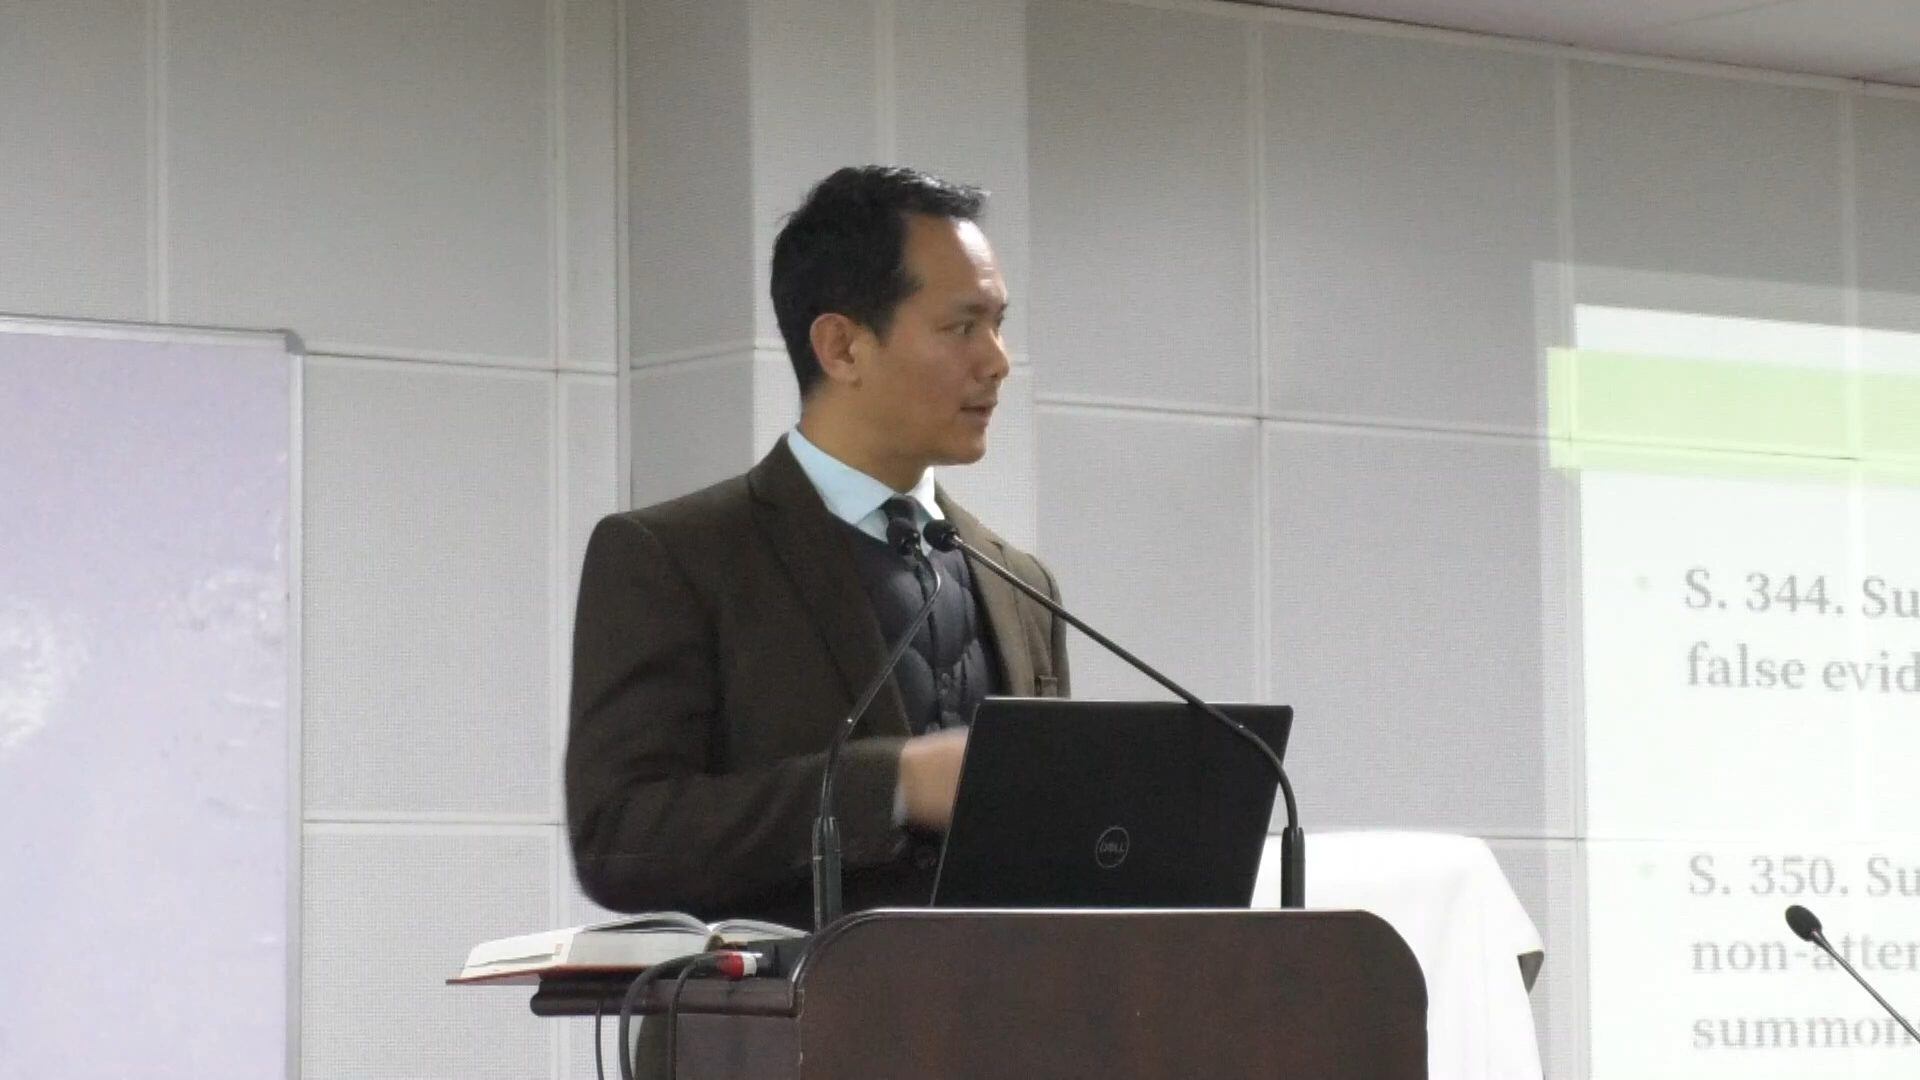 S. 344. Su
false evid
S. 350. Su
non-atten
summon
DELL